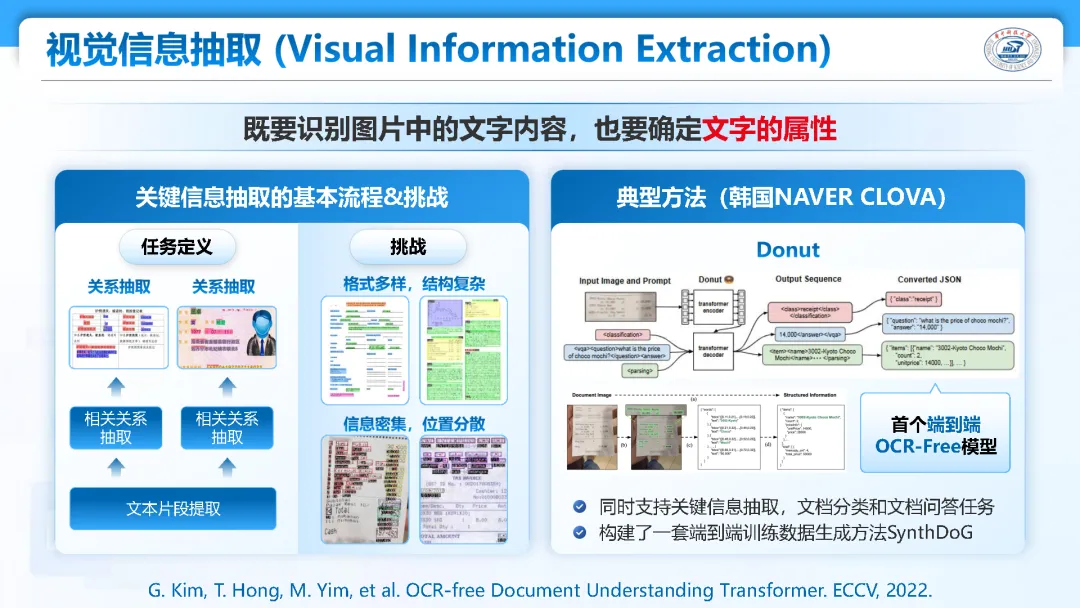 视觉信息抽取 (Visual Information Extraction)
既要识别图片中的文字内容，也要确定文字的属性
关键信息抽取的基本流程&挑战
任务定义
关系抽取
关系抽取
相关关系
抽取
相关关系
抽取
文本片段提取
挑战
格式多样，结构复杂
信息密集，位置分散
TAX INVOICE
典型方法（韩国NAVER CLOVA）
Donut
Input Image and Prompt
Donut
Output Sequence
Converted JSON
transformer
encoder
transformer
decoder
<classification>
<vqa><question>what is the price
of choco mochi?</question><answer>
<parsing>
<class>receipt</class>
</classification>
14,000</answer></vqa>
<item><name>3002-Kyoto Choco
Mochi</name>··· </parsing>
{ "class":"receipt" }
{ "question": "what is the price of choco mochi?",
"answer": "14,000" }
{"items": [{"name": "3002-Kyoto Choco Mochi",
"count": 2,
"unitprice": 14000, ...}], ... }
Document Image
Structured Information
(a)
(b)
(c)
(d)
首个端到端
OCR-Free模型
同时支持关键信息抽取，文档分类和文档问答任务
构建了一套端到端训练数据生成方法SynthDoG
G. Kim, T. Hong, M. Yim, et al. OCR-free Document Understanding Transformer. ECCV, 2022.